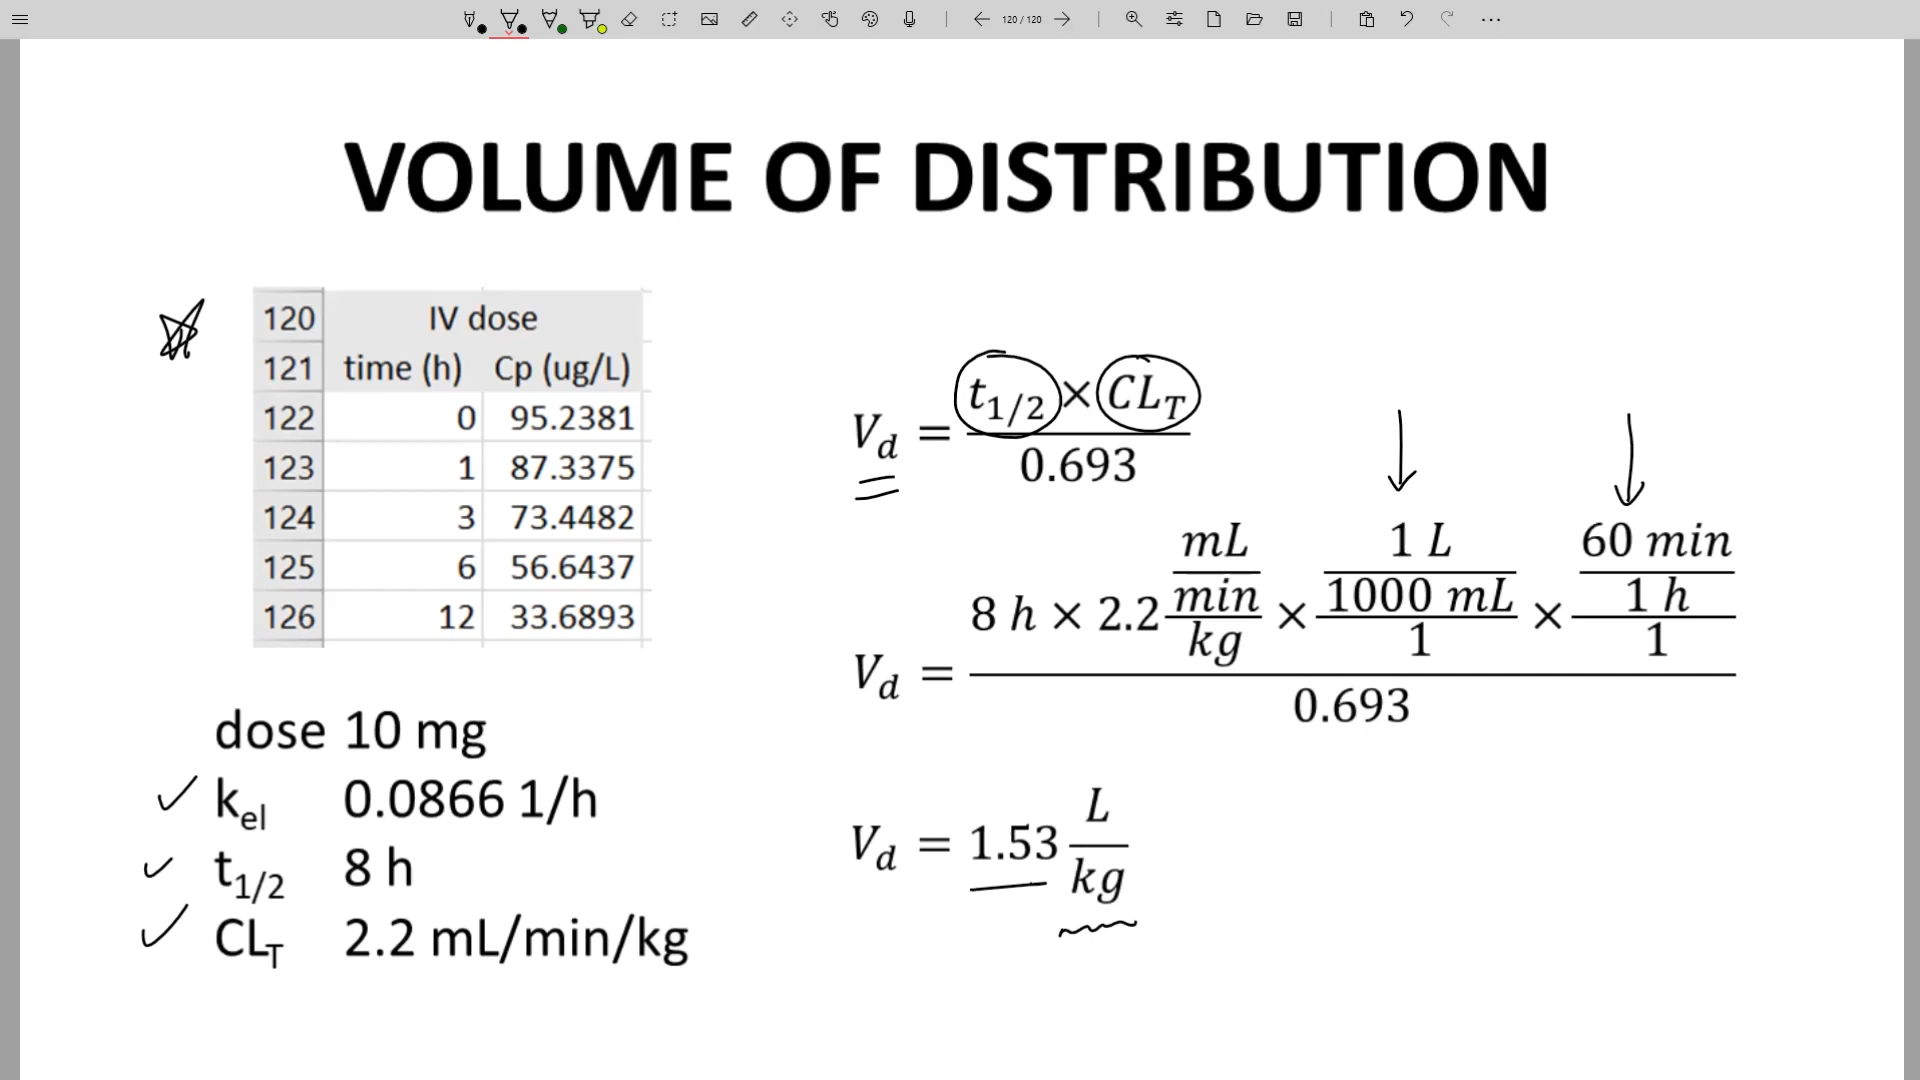 120 / 120
VOLUME OF DISTRIBUTION
120 IV dose
121 time (h) Cp (ug/L)
122 0 95.2381
123 1 87.3375
124 3 73.4482
125 6 56.6437
126 12 33.6893
dose 10 mg
kel 0.0866 1/h
t1/2 8 h
CLT 2.2 mL/min/kg
Vd = t1/2 × CLT
0.693
mL 1 L 60 min
8 h × 2.2 min × 1000 mL × 1 h
kg 1 1
Vd =
0.693
Vd = 1.53 L
kg